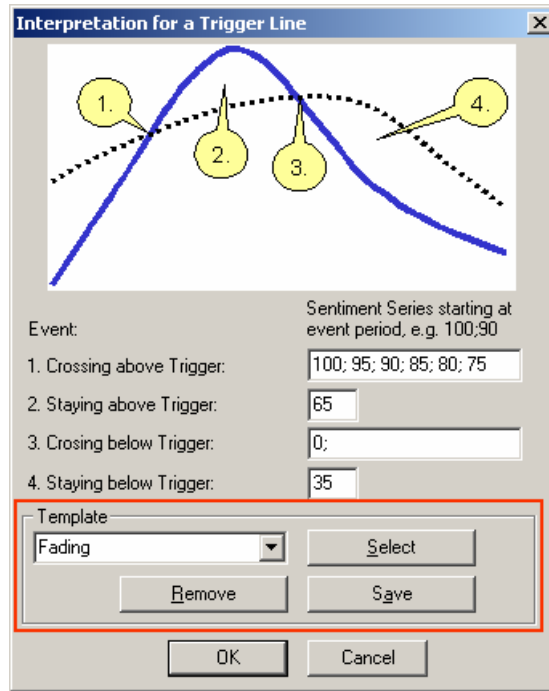 Interpretation for a Trigger Line
1.
2.
3.
4.
Event:
Sentiment Series starting at
event period, e.g. 100;90
1. Crossing above Trigger:
100; 95; 90; 85; 80; 75
2. Staying above Trigger:
65
3. Crosing below Trigger:
0;
4. Staying below Trigger:
35
Template
Fading
Select
Remove
Save
OK
Cancel